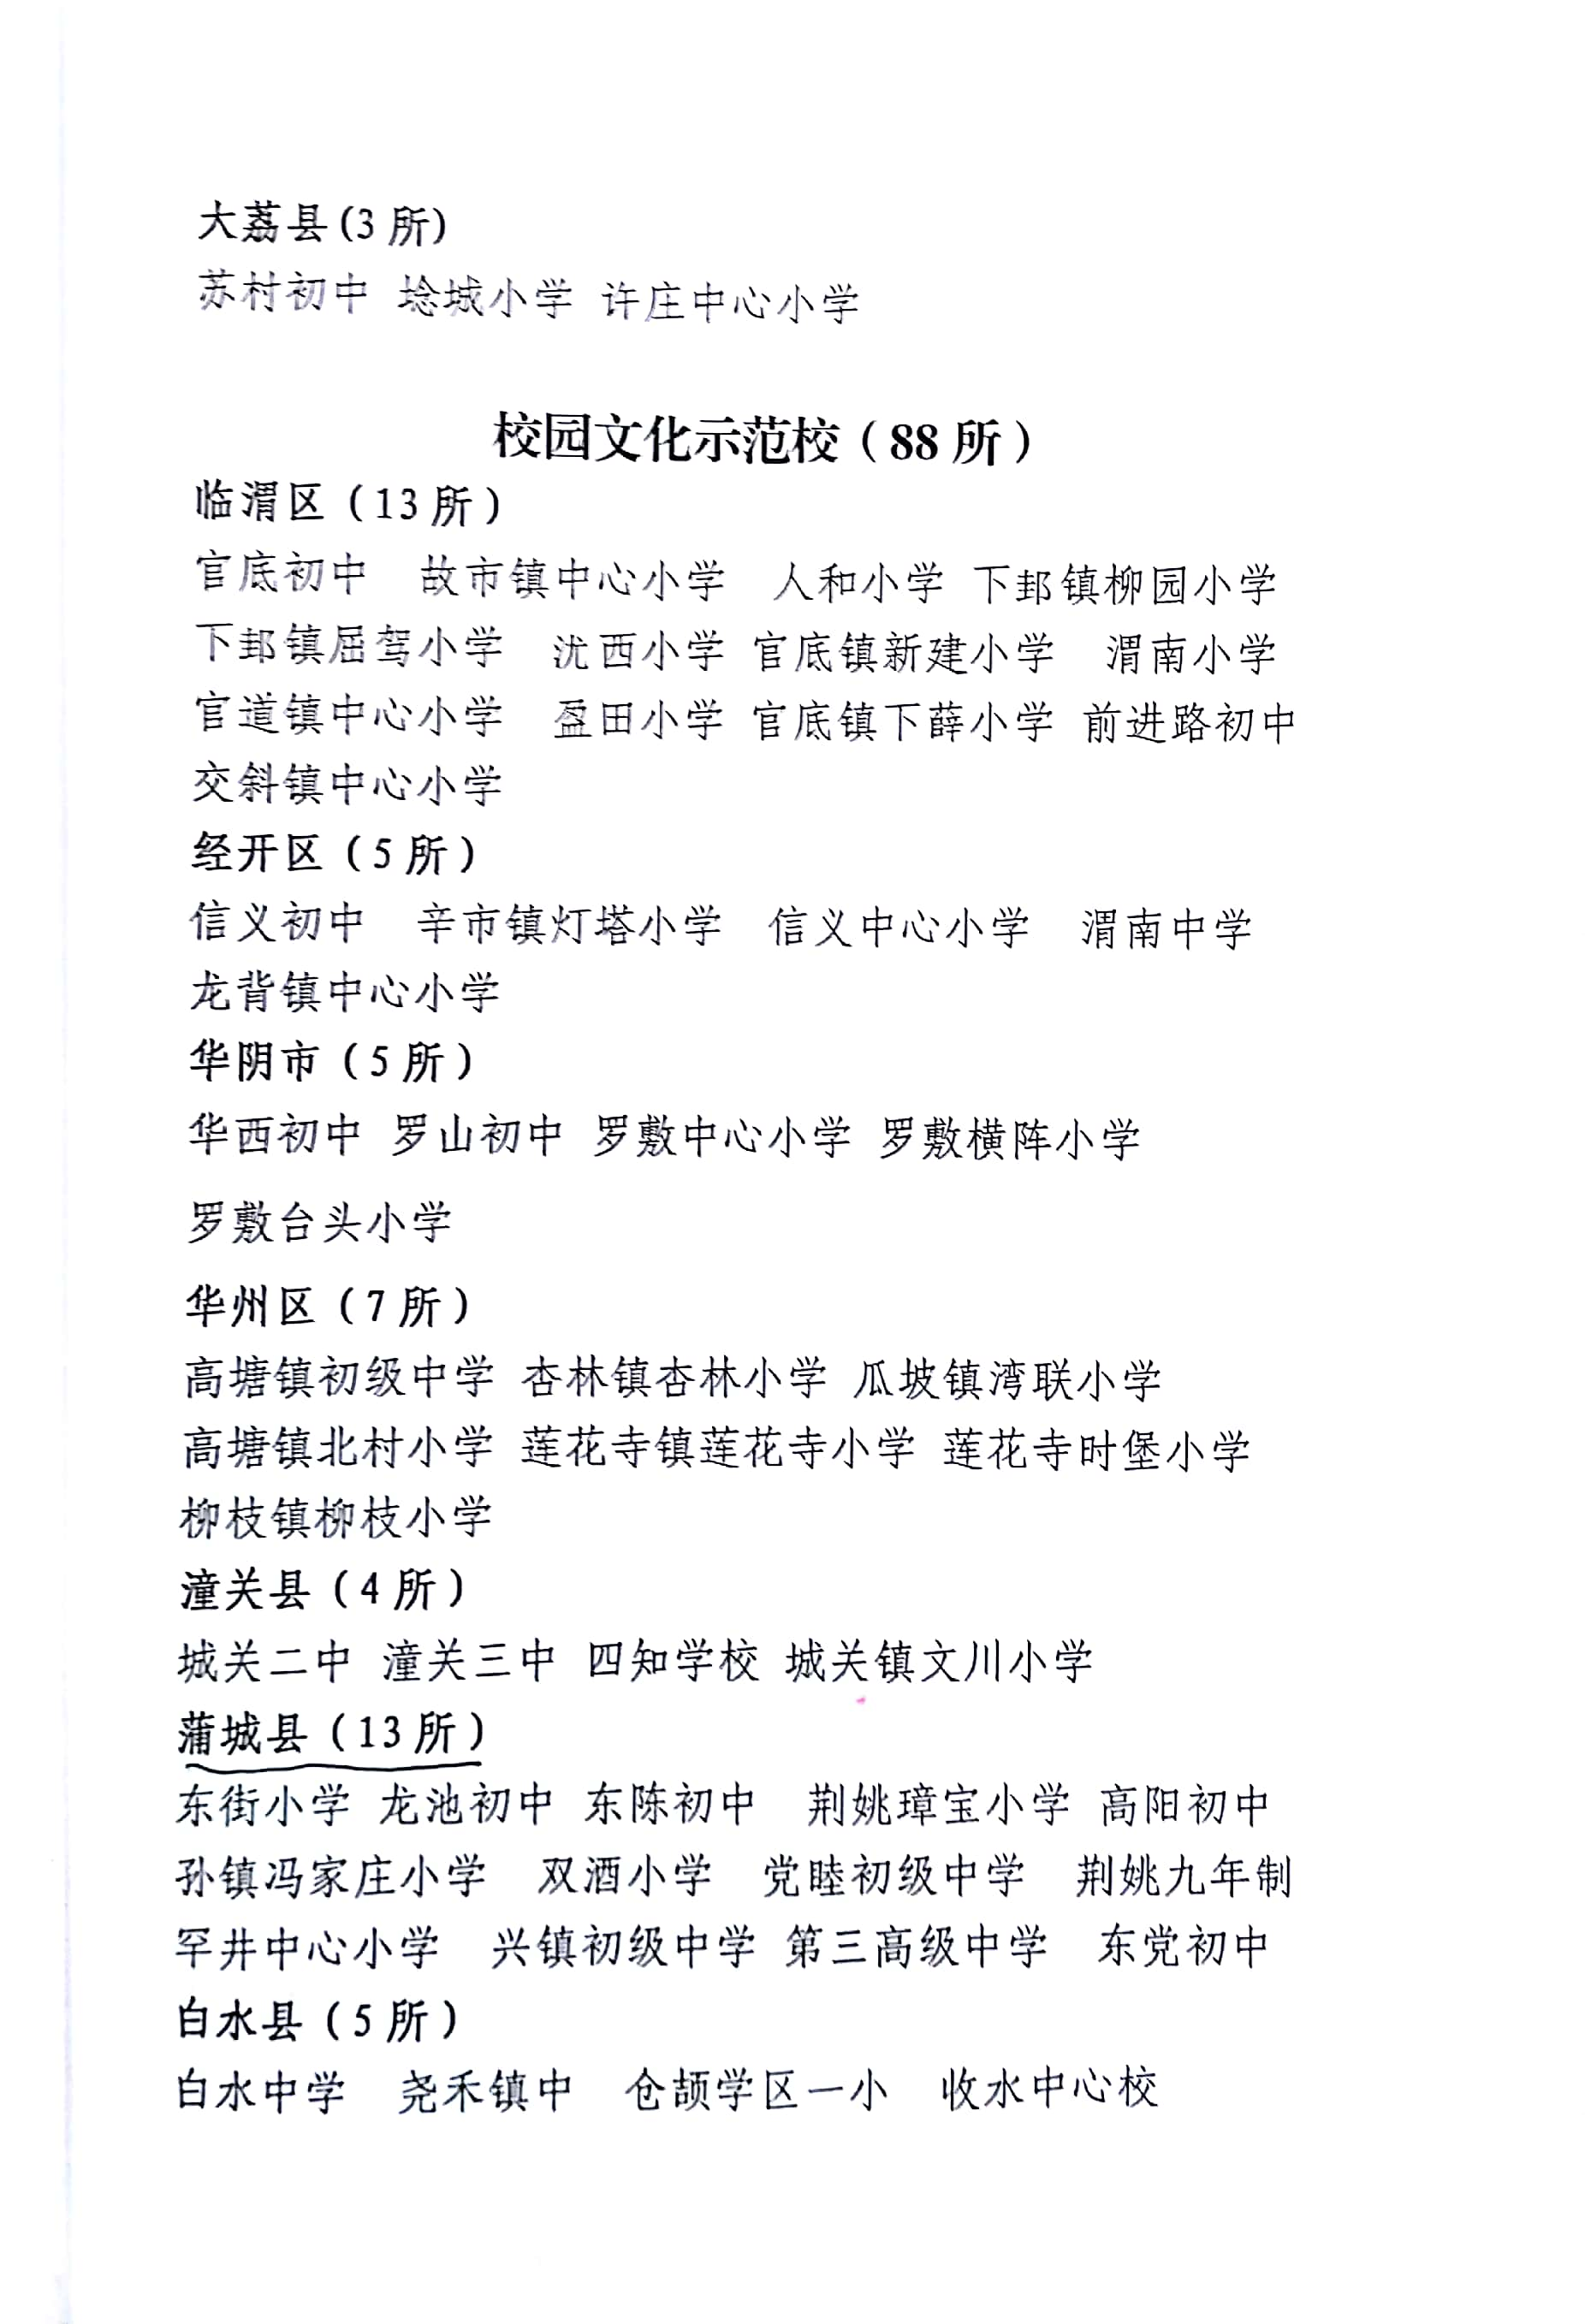 大荔县(3 所)
苏村初中 埝城小学 许庄中心小学
校园文化示范校（88 所）
临渭区（13 所）
官底初中 故市镇中心小学 人和小学 下邽镇柳园小学
下邽镇屈驾小学 沋西小学 官底镇新建小学 渭南小学
官道镇中心小学 盈田小学 官底镇下薛小学 前进路初中
交斜镇中心小学
经开区（5 所）
信义初中 辛市镇灯塔小学 信义中心小学 渭南中学
龙背镇中心小学
华阴市（5 所）
华西初中 罗山初中 罗敷中心小学 罗敷横阵小学
罗敷台头小学
华州区（7 所）
高塘镇初级中学 杏林镇杏林小学 瓜坡镇湾联小学
高塘镇北村小学 莲花寺镇莲花寺小学 莲花寺时堡小学
柳枝镇柳枝小学
潼关县（4 所）
城关二中 潼关三中 四知学校 城关镇文川小学
蒲城县（13 所）
东街小学 龙池初中 东陈初中 荆姚璋宝小学 高阳初中
孙镇冯家庄小学 双酒小学 党睦初级中学 荆姚九年制
罕井中心小学 兴镇初级中学 第三高级中学 东党初中
白水县（5 所）
白水中学 尧禾镇中 仓颉学区一小 收水中心校